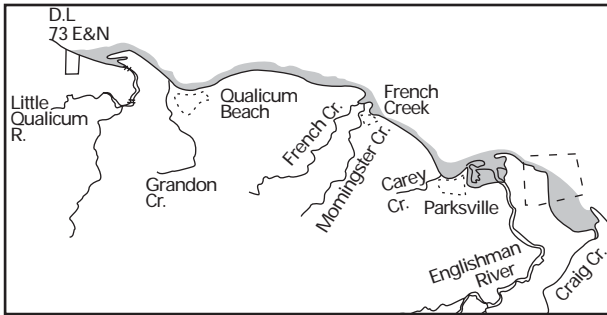 D.L
73 E&N
Little
Qualicum
R.
Grandon
Cr.
Qualicum
Beach
French Cr.
Morningster Cr.
French
Creek
Carey
Cr.
Parksville
Englishman
River
Craig Cr.